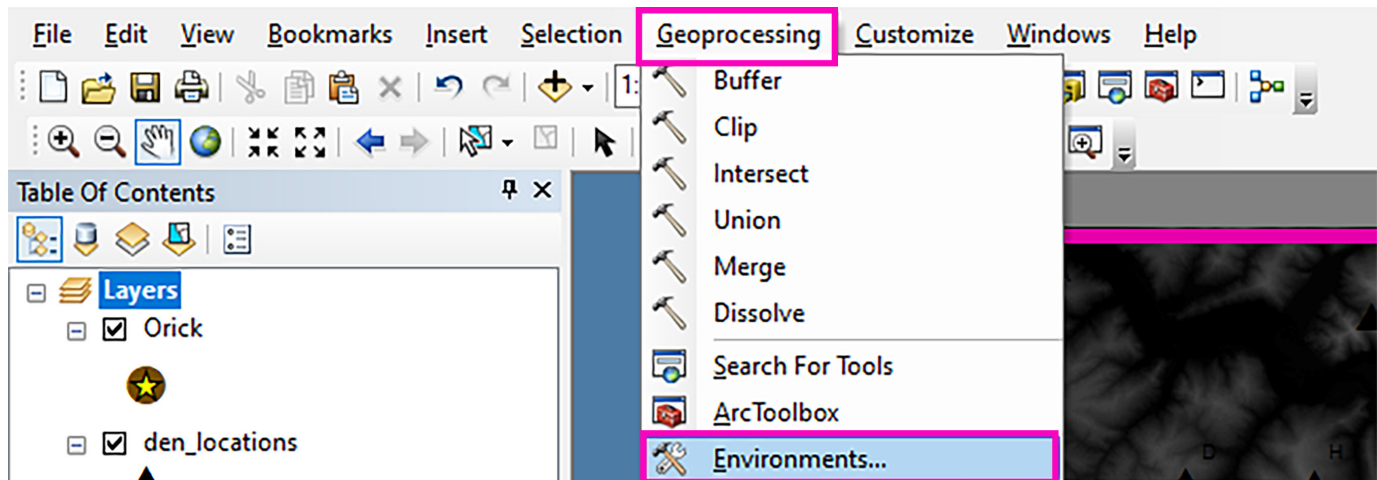 File Edit View Bookmarks Insert Selection Geoprocessing Customize Windows Help
1:
Buffer
Clip
Intersect
Union
Merge
Dissolve
Search For Tools
ArcToolbox
Environments...
Table Of Contents
Layers
Orick
den_locations
D H